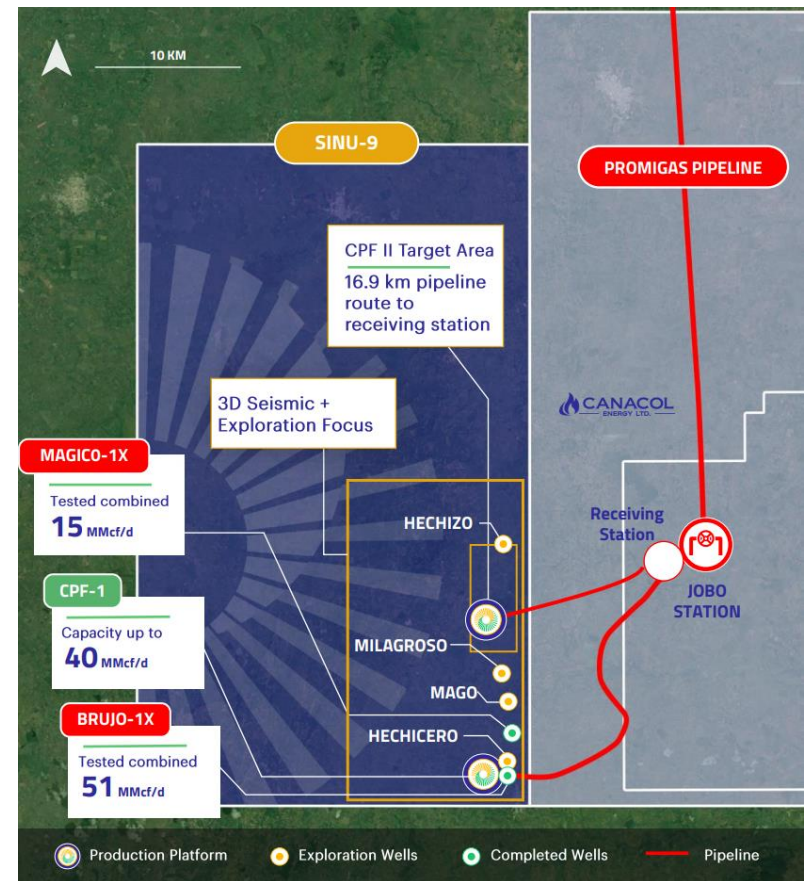 10 KM
SINU-9
PROMIGAS PIPELINE
CPF II Target Area
16.9 km pipeline
route to
receiving station
3D Seismic +
Exploration Focus
CANACOL
ENERGY LTD.
MAGICO-1X
Tested combined
15 MMcf/d
HECHIZO
Receiving
Station
JOBO
STATION
CPF-1
Capacity up to
40 MMcf/d
MILAGROSO
MAGO
BRUJO-1X
HECHICERO
Tested combined
51 MMcf/d
Production Platform
Exploration Wells
Completed Wells
Pipeline